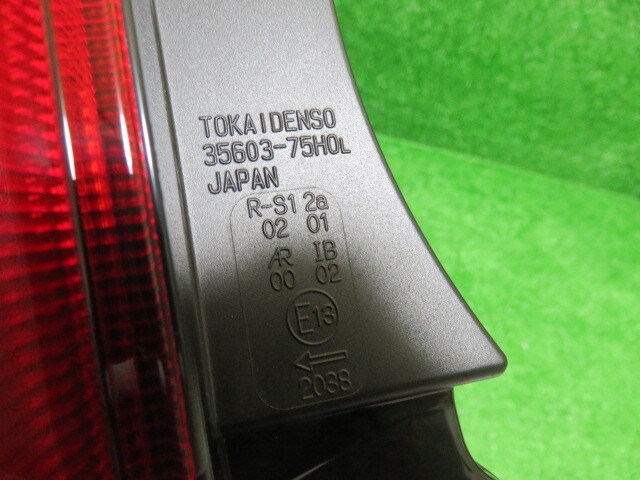 TOKAIDENSO
35603-75H0L
JAPAN
R-S1 2a
02 01
AR IB
00 02
E13
←
2038